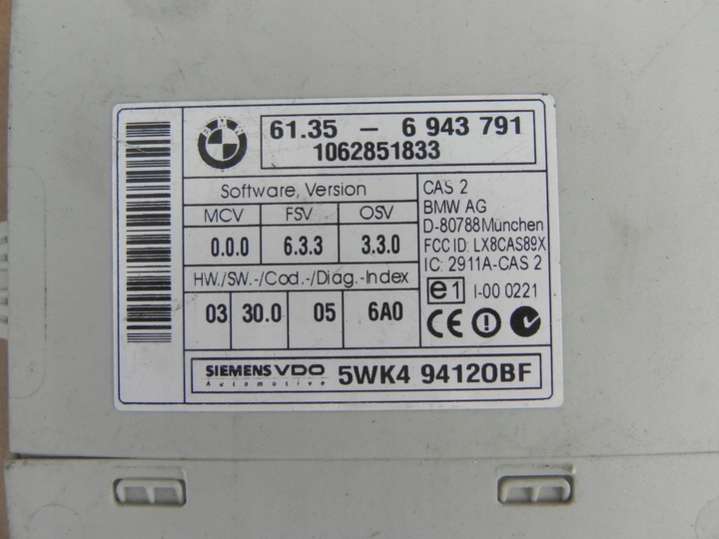 BMW
61.35 - 6 943 791
1062851833
Software, Version
MCV FSV OSV
0.0.0 6.3.3 3.3.0
HW./SW.-/Cod.-/Diag.-Index
03 30.0 05 6A0
CAS 2
BMW AG
D-80788München
FCC ID: LX8CAS89X
IC: 2911A-CAS 2
e1 I-00 0221
CE
SIEMENS VDO
Automotive
5WK4 94120BF